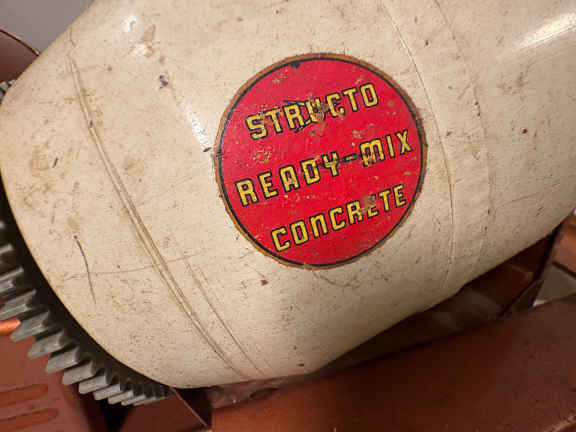 STRUCTO
READY-MIX
CONCRETE